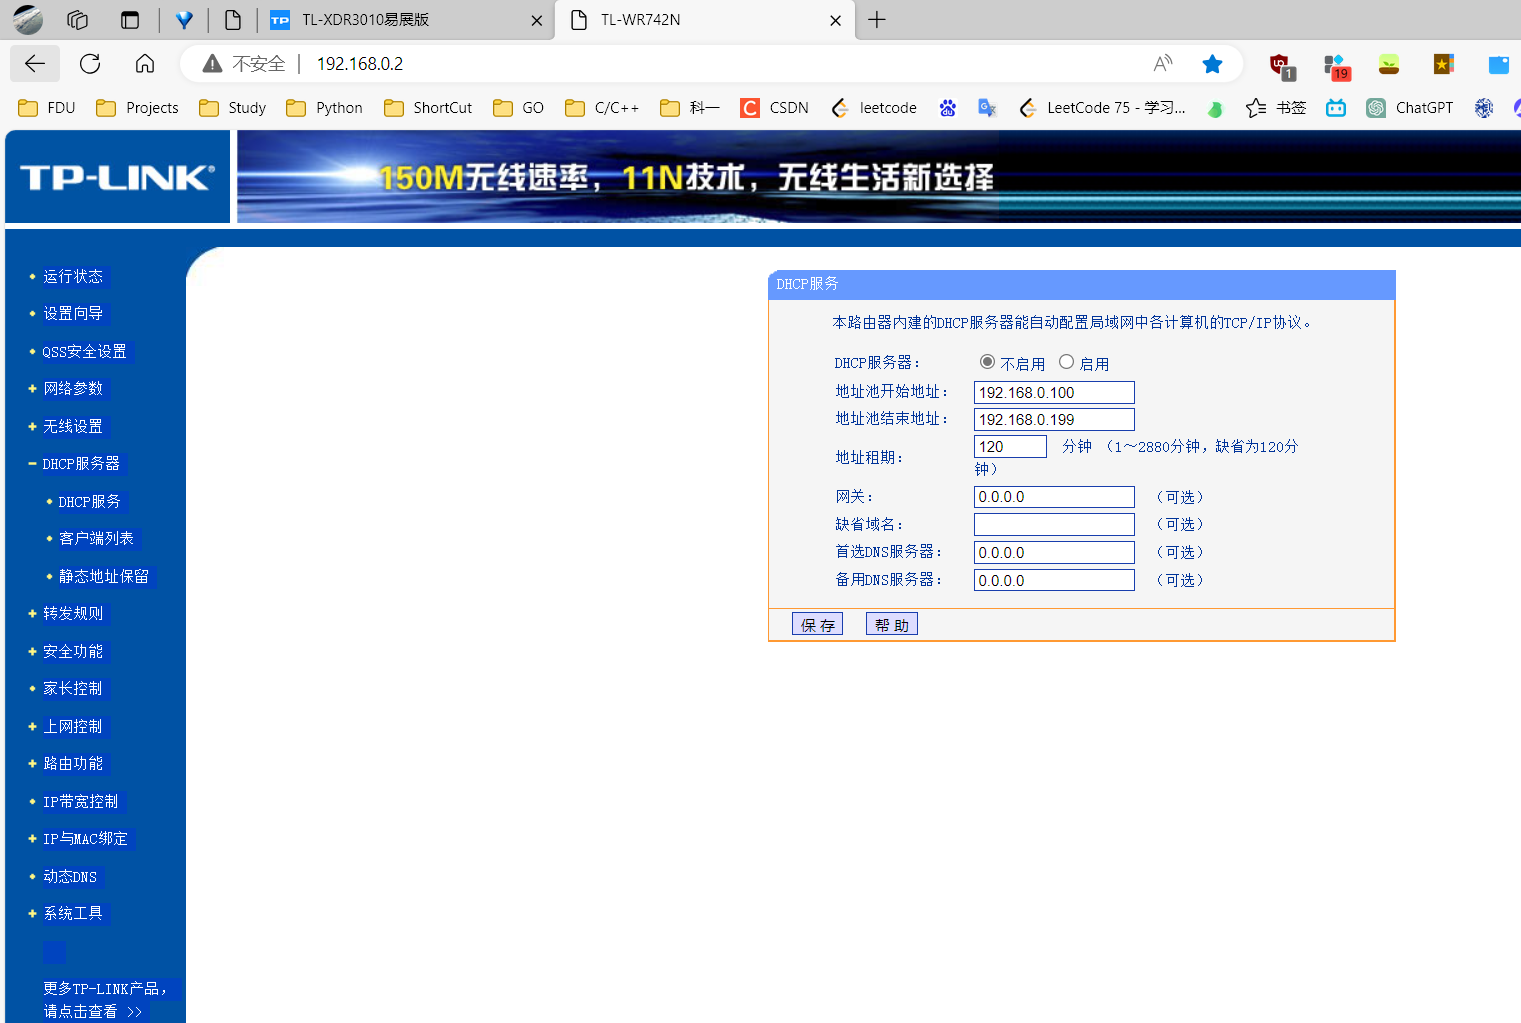 TL-XDR3010易展版
TL-WR742N
不安全 | 192.168.0.2
1
19
FDU Projects Study Python ShortCut GO C/C++ 科一 CSDN leetcode LeetCode 75 - 学习... 书签 ChatGPT
TP-LINK®
150M无线速率，11N技术，无线生活新选择
运行状态
设置向导
QSS安全设置
网络参数
无线设置
DHCP服务器
DHCP服务
客户端列表
静态地址保留
转发规则
安全功能
家长控制
上网控制
路由功能
IP带宽控制
IP与MAC绑定
动态DNS
系统工具
更多TP-LINK产品，
请点击查看 >>
DHCP服务
本路由器内建的DHCP服务器能自动配置局域网中各计算机的TCP/IP协议。
DHCP服务器： 不启用 启用
地址池开始地址： 192.168.0.100
地址池结束地址： 192.168.0.199
地址租期： 120 分钟 （1～2880分钟，缺省为120分
钟）
网关： 0.0.0.0 （可选）
缺省域名： （可选）
首选DNS服务器： 0.0.0.0 （可选）
备用DNS服务器： 0.0.0.0 （可选）
保 存 帮 助